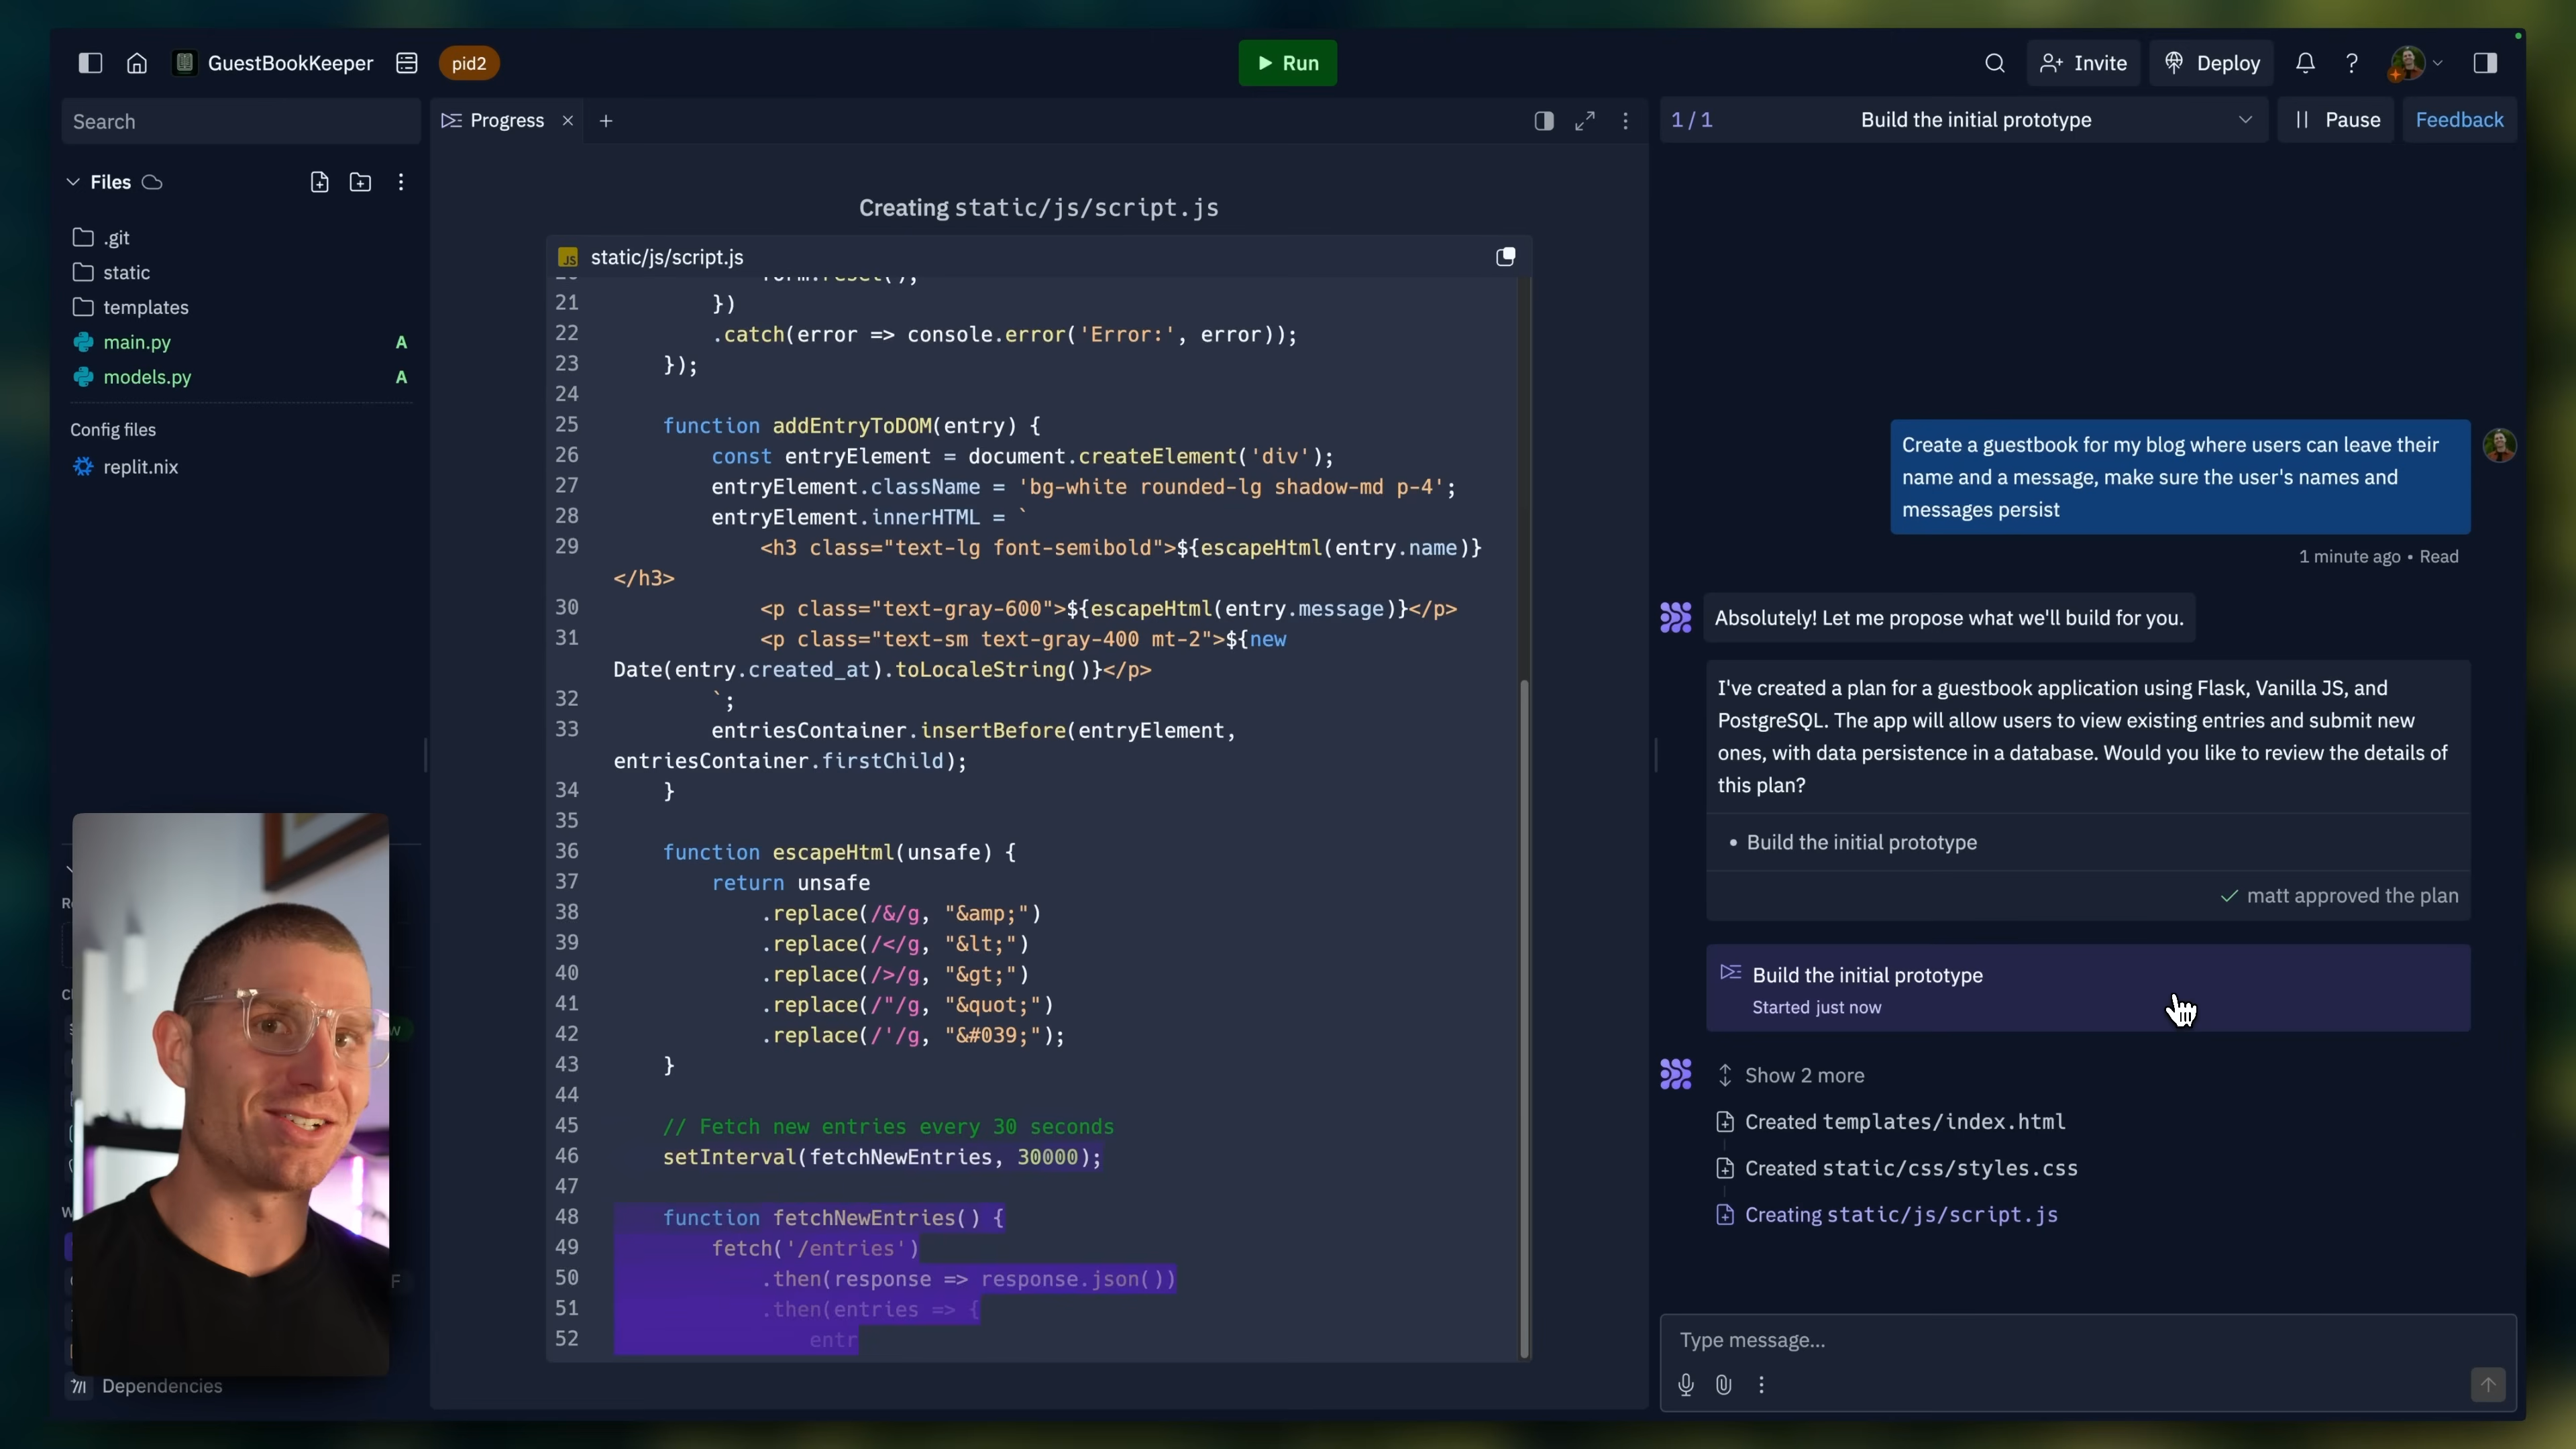 GuestBookKeeper
pid2
Run
Invite
Deploy
Search
Files
.git
static
templates
main.py A
models.py A
Config files
replit.nix
Dependencies
Progress
Creating static/js/script.js
static/js/script.js
21 })
22 .catch(error => console.error('Error:', error));
23 });
24
25 function addEntryToDOM(entry) {
26 const entryElement = document.createElement('div');
27 entryElement.className = 'bg-white rounded-lg shadow-md p-4';
28 entryElement.innerHTML = `
29 <h3 class="text-lg font-semibold">${escapeHtml(entry.name)}
</h3>
30 <p class="text-gray-600">${escapeHtml(entry.message)}</p>
31 <p class="text-sm text-gray-400 mt-2">${new
Date(entry.created_at).toLocaleString()}</p>
32 `;
33 entriesContainer.insertBefore(entryElement,
entriesContainer.firstChild);
34 }
35
36 function escapeHtml(unsafe) {
37 return unsafe
38 .replace(/&/g, "&amp;")
39 .replace(/</g, "&lt;")
40 .replace(/>/g, "&gt;")
41 .replace(/"/g, "&quot;")
42 .replace(/'/g, "&#039;");
43 }
44
45 // Fetch new entries every 30 seconds
46 setInterval(fetchNewEntries, 30000);
47
48 function fetchNewEntries() {
49 fetch('/entries')
50 .then(response => response.json())
51 .then(entries => {
52 entr
1 / 1
Build the initial prototype
Pause
Feedback
Create a guestbook for my blog where users can leave their
name and a message, make sure the user's names and
messages persist
1 minute ago • Read
Absolutely! Let me propose what we'll build for you.
I've created a plan for a guestbook application using Flask, Vanilla JS, and
PostgreSQL. The app will allow users to view existing entries and submit new
ones, with data persistence in a database. Would you like to review the details of
this plan?
• Build the initial prototype
matt approved the plan
Build the initial prototype
Started just now
Show 2 more
Created templates/index.html
Created static/css/styles.css
Creating static/js/script.js
Type message...